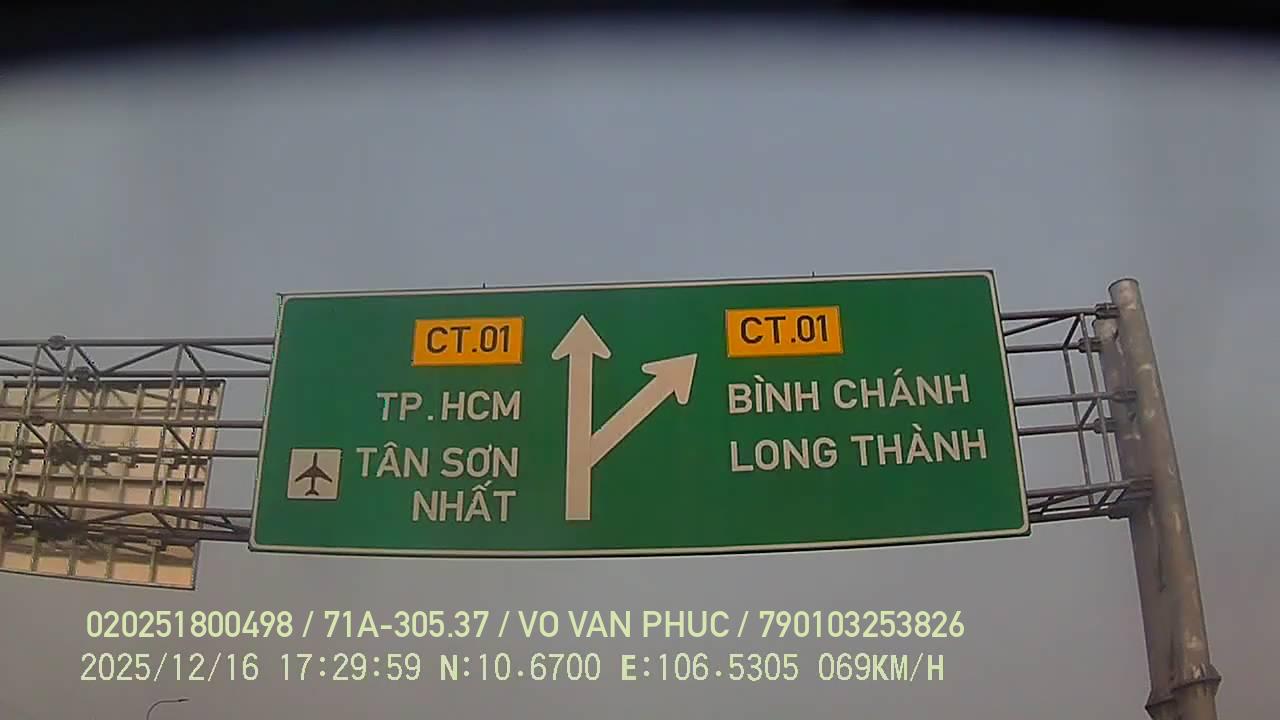 CT.01
TP.HCM
TÂN SƠN
NHẤT
CT.01
BÌNH CHÁNH
LONG THÀNH
020251800498 / 71A-305.37 / VO VAN PHUC / 790103253826
2025/12/16 17:29:59 N:10.6700 E:106.5305 069KM/H